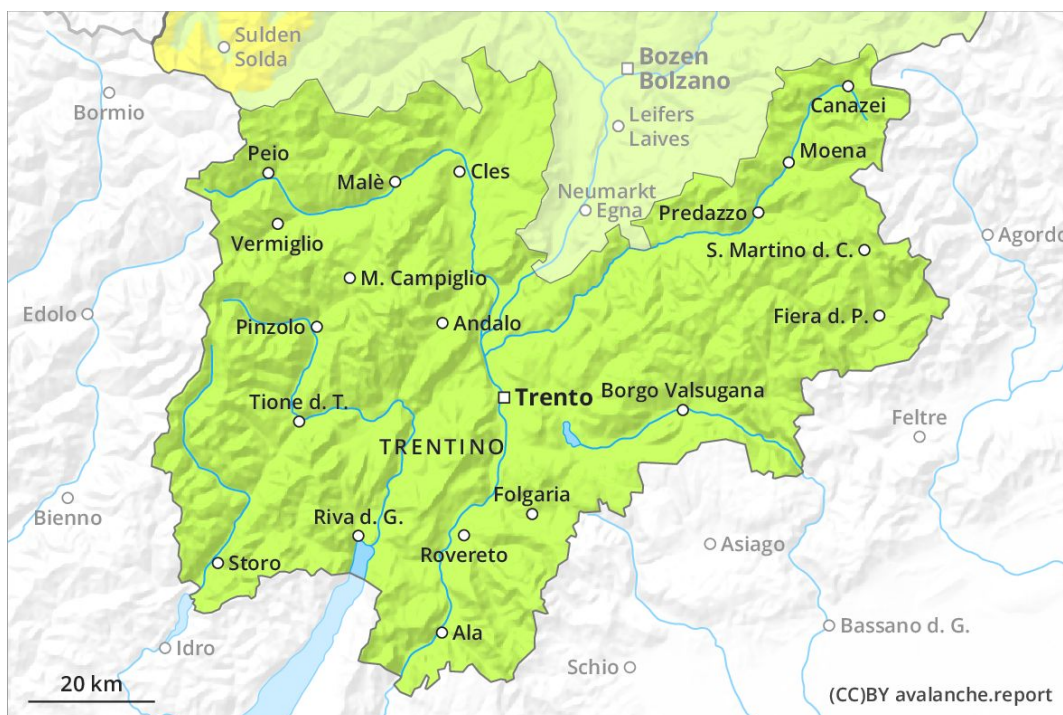 Sulden
Solda
Bozen
Bolzano
Bormio
Canazei
Leifers
Laives
Peio
Malè
Cles
Moena
Neumarkt
Egna
Predazzo
Vermiglio
Agordo
S. Martino d. C.
M. Campiglio
Edolo
Pinzolo
Andalo
Fiera d. P.
Trento
Borgo Valsugana
Tione d. T.
Feltre
TRENTINO
Folgaria
Bienno
Riva d. G.
Rovereto
Asiago
Storo
Bassano d. G.
Ala
Idro
Schio
20 km
(CC)BY avalanche.report